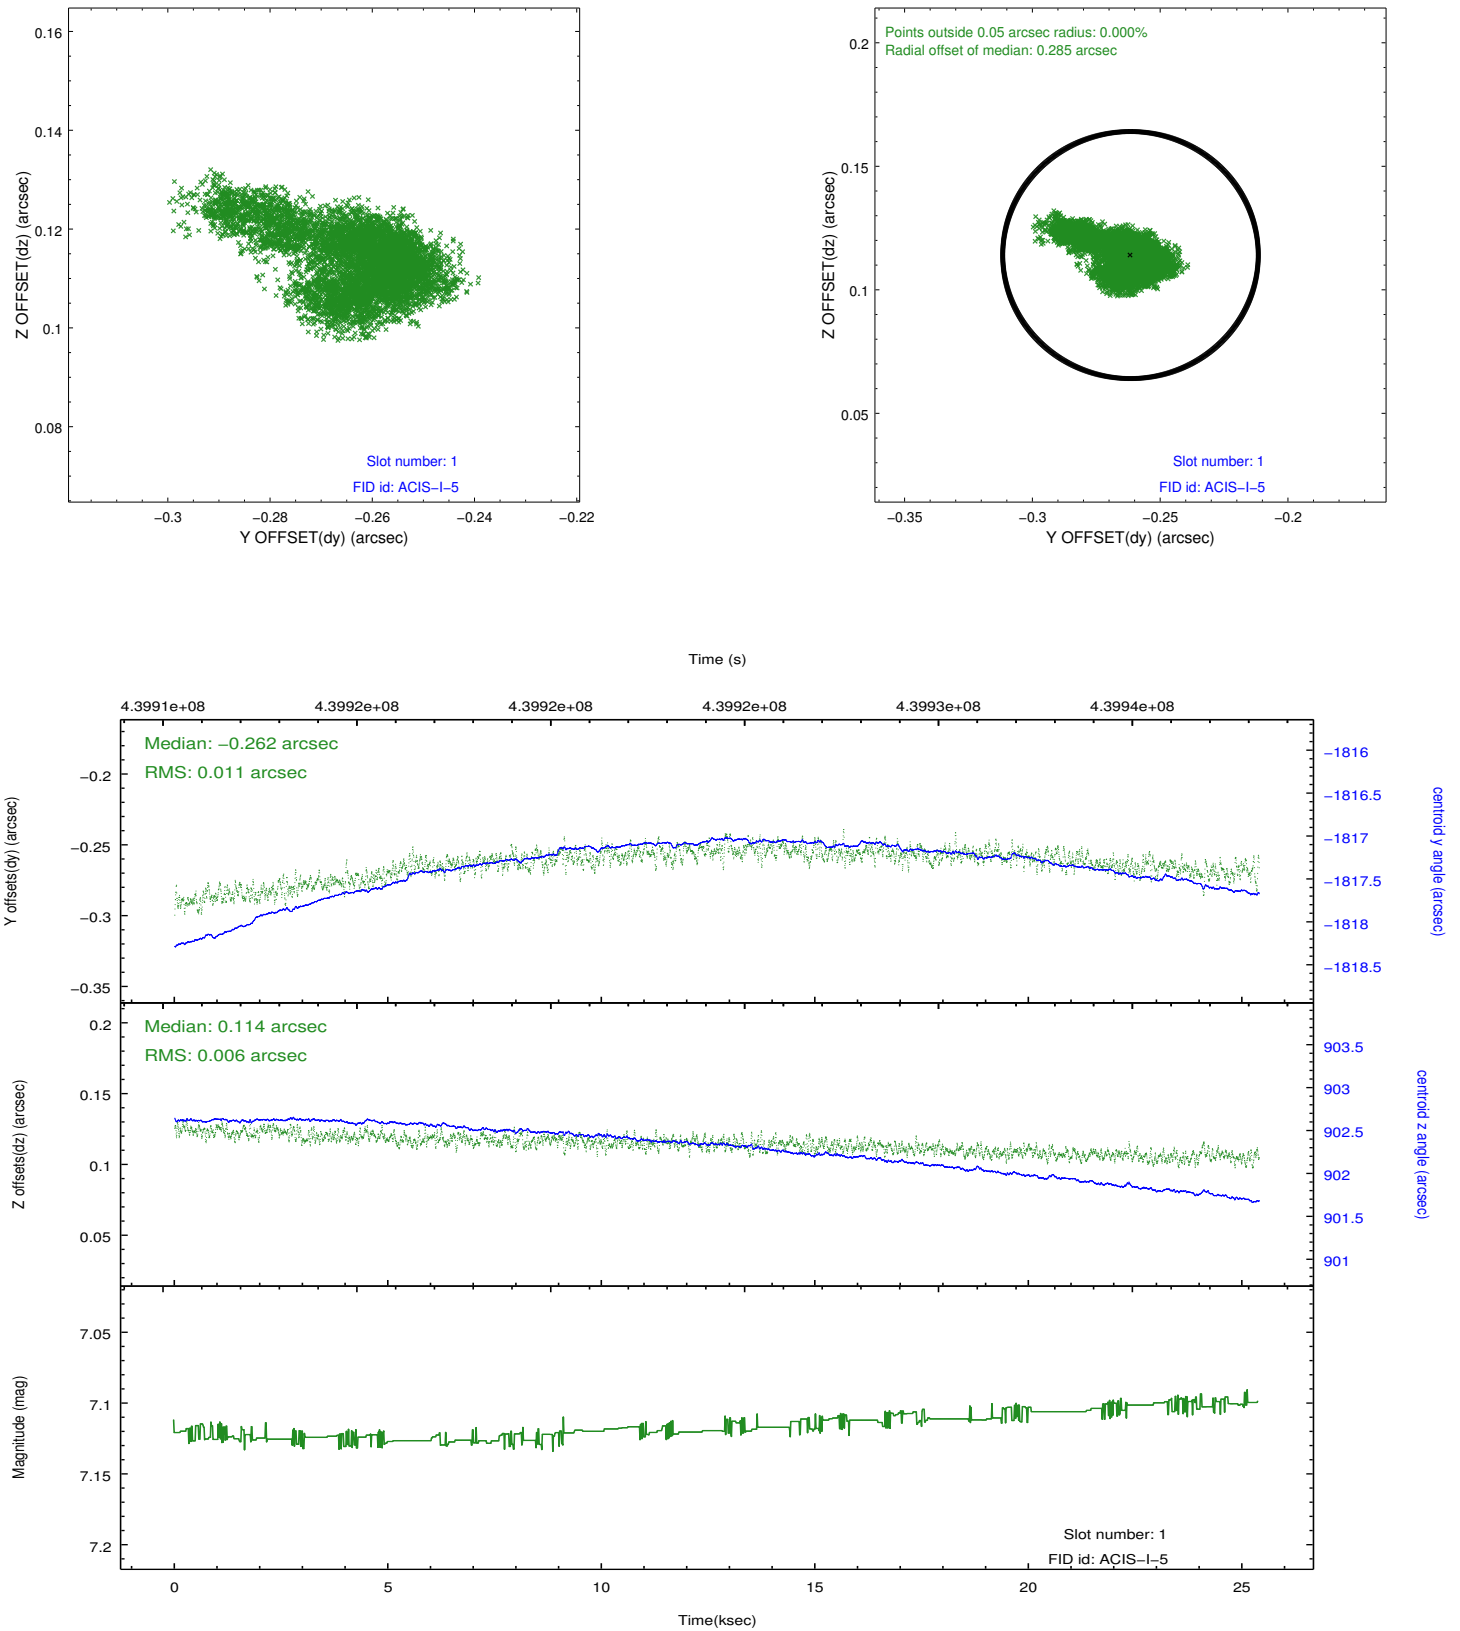 0.16
0.14
0.12
0.1
0.08
Z OFFSET(dz) (arcsec)
Slot number: 1
FID id: ACIS−I−5
−0.3
−0.28
−0.26
−0.24
−0.22
Y OFFSET(dy) (arcsec)
Points outside 0.05 arcsec radius: 0.000%
Radial offset of median: 0.285 arcsec
0.2
0.15
0.1
0.05
Z OFFSET(dz) (arcsec)
Slot number: 1
FID id: ACIS−I−5
−0.35
−0.3
−0.25
−0.2
Y OFFSET(dy) (arcsec)
Time (s)
4.3991e+08
4.3992e+08
4.3992e+08
4.3992e+08
4.3993e+08
4.3994e+08
Median: −0.262 arcsec
RMS: 0.011 arcsec
−0.2
−0.25
−0.3
−0.35
Y offsets(dy) (arcsec)
−1816
−1816.5
−1817
−1817.5
−1818
−1818.5
centroid y angle (arcsec)
Median: 0.114 arcsec
RMS: 0.006 arcsec
0.2
0.15
0.1
0.05
Z offsets(dz) (arcsec)
903.5
903
902.5
902
901.5
901
centroid z angle (arcsec)
7.05
7.1
7.15
7.2
Magnitude (mag)
Slot number: 1
FID id: ACIS−I−5
0
5
10
15
20
25
Time(ksec)